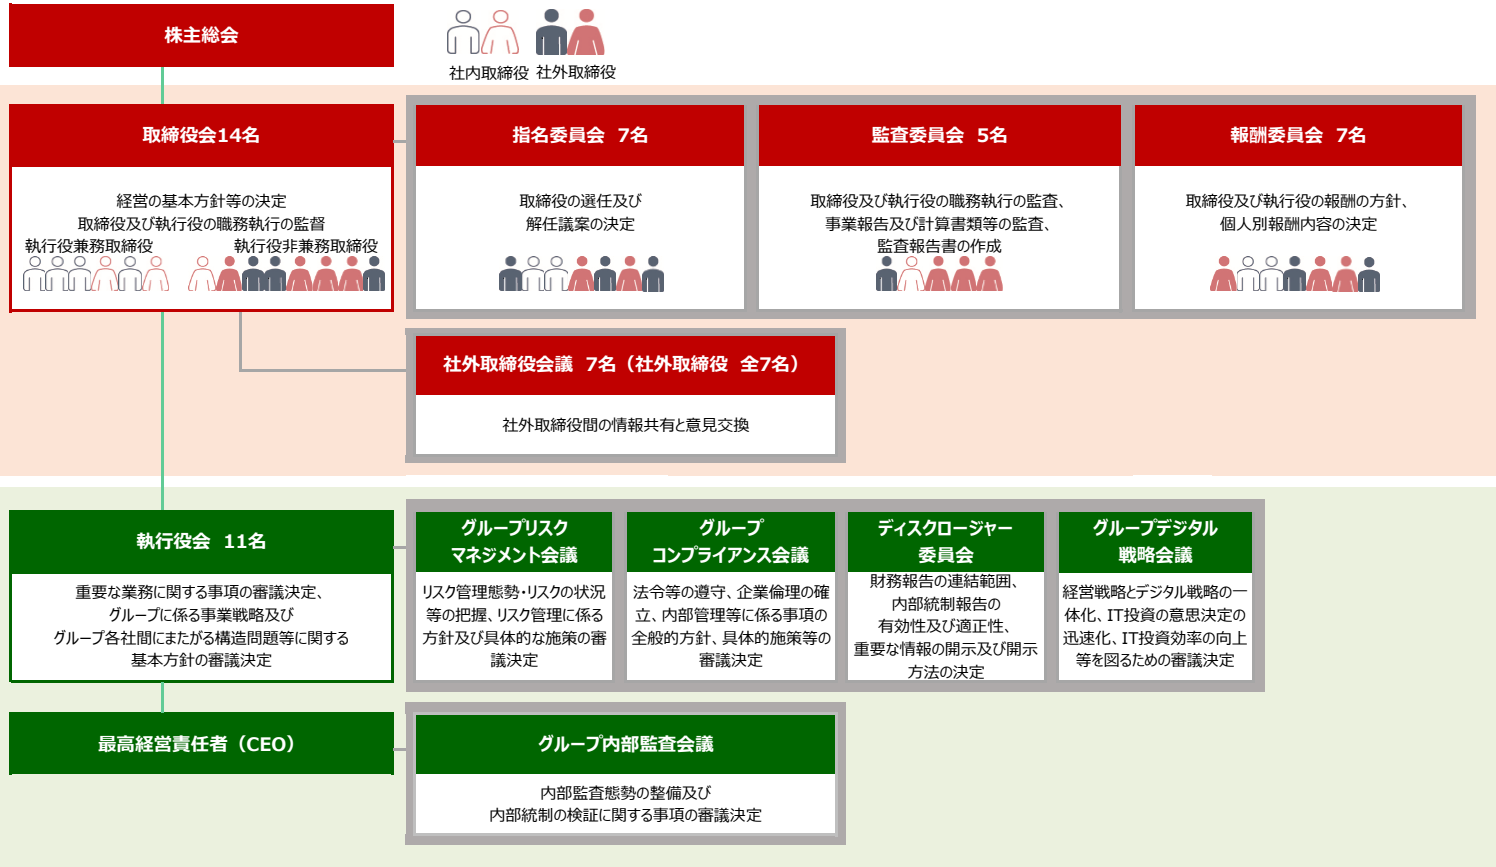 株主総会
社内取締役 社外取締役
取締役会14名
経営の基本方針等の決定
取締役及び執行役の職務執行の監督
執行役兼務取締役 執行役非兼務取締役
指名委員会 7名
取締役の選任及び
解任議案の決定
監査委員会 5名
取締役及び執行役の職務執行の監査、
事業報告及び計算書類等の監査、
監査報告書の作成
報酬委員会 7名
取締役及び執行役の報酬の方針、
個人別報酬内容の決定
社外取締役会議 7名（社外取締役 全7名）
社外取締役間の情報共有と意見交換
執行役会 11名
重要な業務に関する事項の審議決定、
グループに係る事業戦略及び
グループ各社間にまたがる構造問題等に関する
基本方針の審議決定
グループリスク
マネジメント会議
リスク管理態勢・リスクの状況
等の把握、リスク管理に係る
方針及び具体的な施策の審
議決定
グループ
コンプライアンス会議
法令等の遵守、企業倫理の確
立、内部管理等に係る事項の
全般的方針、具体的施策等の
審議決定
ディスクロージャー
委員会
財務報告の連結範囲、
内部統制報告の
有効性及び適正性、
重要な情報の開示及び開示
方法の決定
グループデジタル
戦略会議
経営戦略とデジタル戦略の一
体化、IT投資の意思決定の
迅速化、IT投資効率の向上
等を図るための審議決定
最高経営責任者（CEO）
グループ内部監査会議
内部監査態勢の整備及び
内部統制の検証に関する事項の審議決定